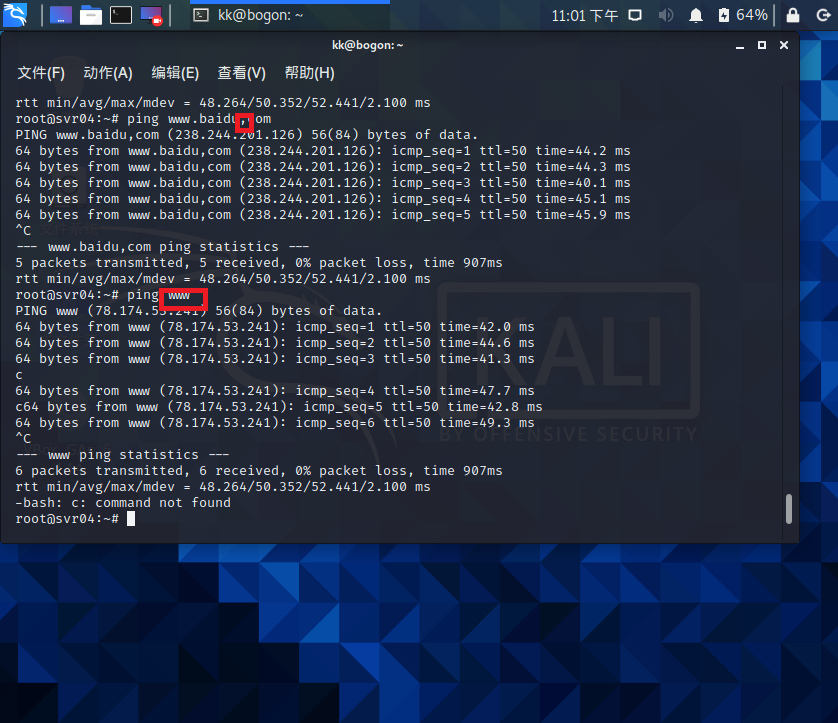 kk@bogon: ~
11:01 下午
64%
kk@bogon: ~
文件(F) 动作(A) 编辑(E) 查看(V) 帮助(H)
rtt min/avg/max/mdev = 48.264/50.352/52.441/2.100 ms
root@svr04:~# ping www.baidu,com
PING www.baidu,com (238.244.201.126) 56(84) bytes of data.
64 bytes from www.baidu,com (238.244.201.126): icmp_seq=1 ttl=50 time=44.2 ms
64 bytes from www.baidu,com (238.244.201.126): icmp_seq=2 ttl=50 time=44.3 ms
64 bytes from www.baidu,com (238.244.201.126): icmp_seq=3 ttl=50 time=40.1 ms
64 bytes from www.baidu,com (238.244.201.126): icmp_seq=4 ttl=50 time=45.1 ms
64 bytes from www.baidu,com (238.244.201.126): icmp_seq=5 ttl=50 time=45.9 ms
^C
--- www.baidu,com ping statistics ---
5 packets transmitted, 5 received, 0% packet loss, time 907ms
rtt min/avg/max/mdev = 48.264/50.352/52.441/2.100 ms
root@svr04:~# ping www
PING www (78.174.53.241) 56(84) bytes of data.
64 bytes from www (78.174.53.241): icmp_seq=1 ttl=50 time=42.0 ms
64 bytes from www (78.174.53.241): icmp_seq=2 ttl=50 time=44.6 ms
64 bytes from www (78.174.53.241): icmp_seq=3 ttl=50 time=41.3 ms
c
64 bytes from www (78.174.53.241): icmp_seq=4 ttl=50 time=47.7 ms
c64 bytes from www (78.174.53.241): icmp_seq=5 ttl=50 time=42.8 ms
64 bytes from www (78.174.53.241): icmp_seq=6 ttl=50 time=49.3 ms
^C
--- www ping statistics ---
6 packets transmitted, 6 received, 0% packet loss, time 907ms
rtt min/avg/max/mdev = 48.264/50.352/52.441/2.100 ms
-bash: c: command not found
root@svr04:~#
KALI
BY OFFENSIVE SECURITY